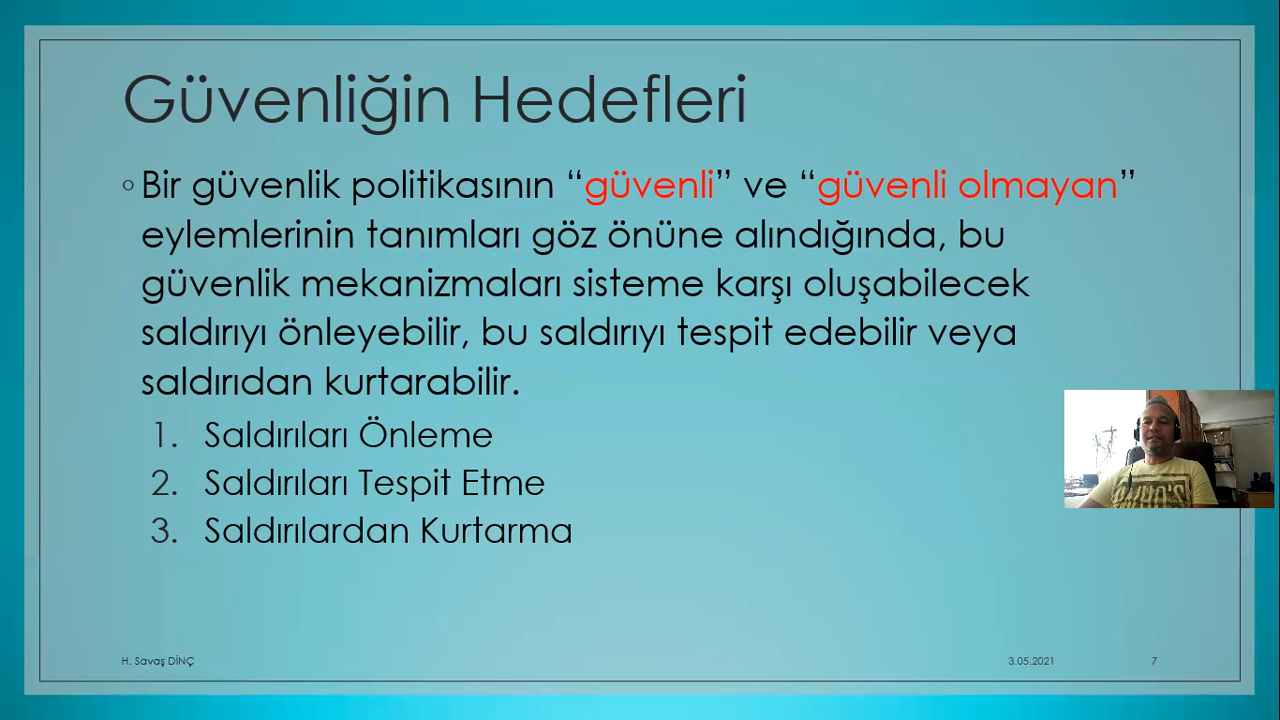 Güvenliğin Hedefleri
◦ Bir güvenlik politikasının “güvenli” ve “güvenli olmayan”
eylemlerinin tanımları göz önüne alındığında, bu
güvenlik mekanizmaları sisteme karşı oluşabilecek
saldırıyı önleyebilir, bu saldırıyı tespit edebilir veya
saldırıdan kurtarabilir.
1. Saldırıları Önleme
2. Saldırıları Tespit Etme
3. Saldırılardan Kurtarma
H. Savaş DİNÇ 3.05.2021 7